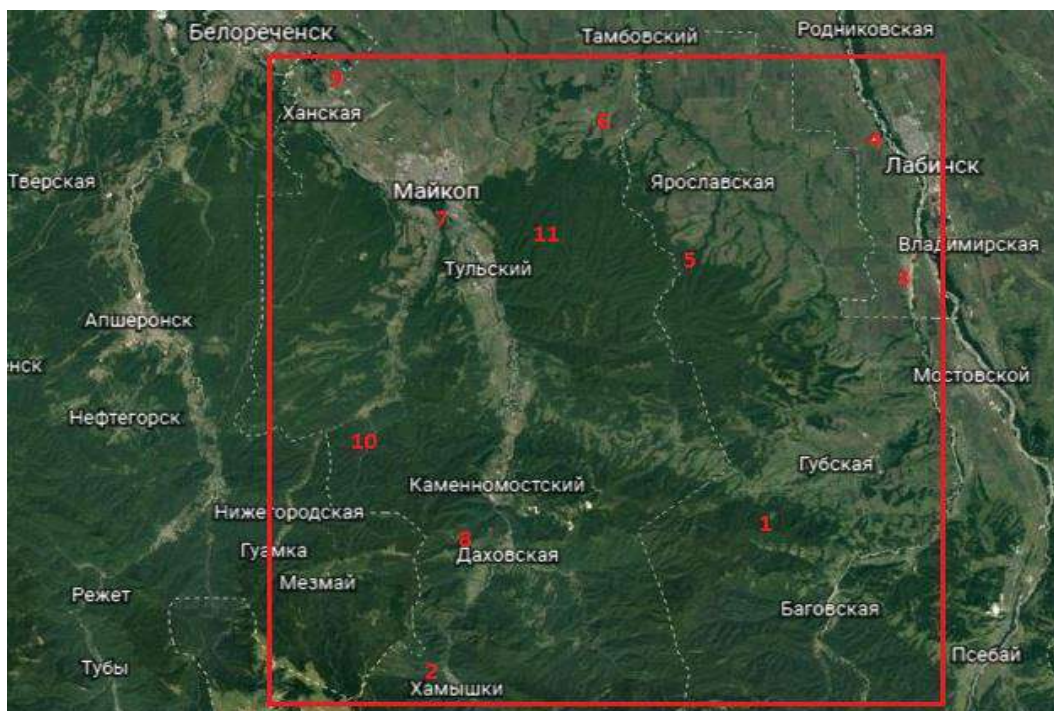 Белореченск
Тамбовский
Родниковская
9
Ханская
6
4
Лабинск
Тверская
Майкоп
Ярославская
7
11
Владимирская
Тульский
5
3
Апшеронск
енск
Мостовской
Нефтегорск
10
Губская
Каменномостский
Нижегородская
1
8
Гуамка
Даховская
Мезмай
Режет
Баговская
Псебай
Тубы
2
Хамышки